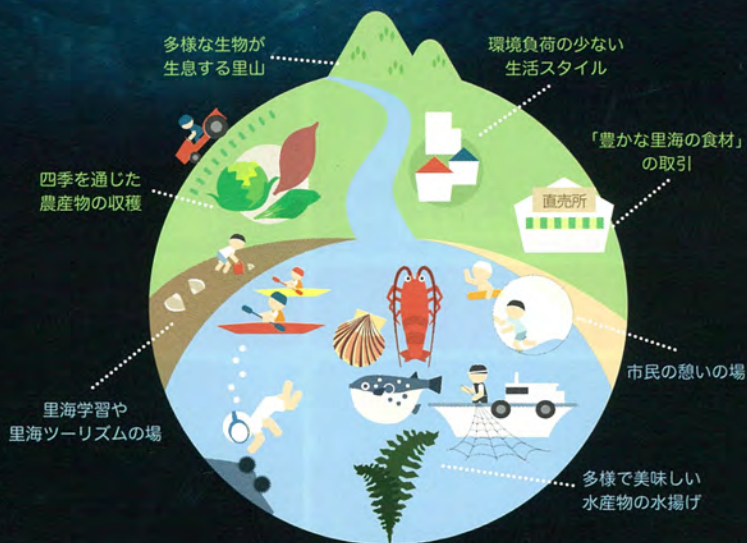 多様な生物が
生息する里山
環境負荷の少ない
生活スタイル
「豊かな里海の食材」
の取引
四季を通じた
農産物の収穫
直売所
市民の憩いの場
里海学習や
里海ツーリズムの場
多様で美味しい
水産物の水揚げ